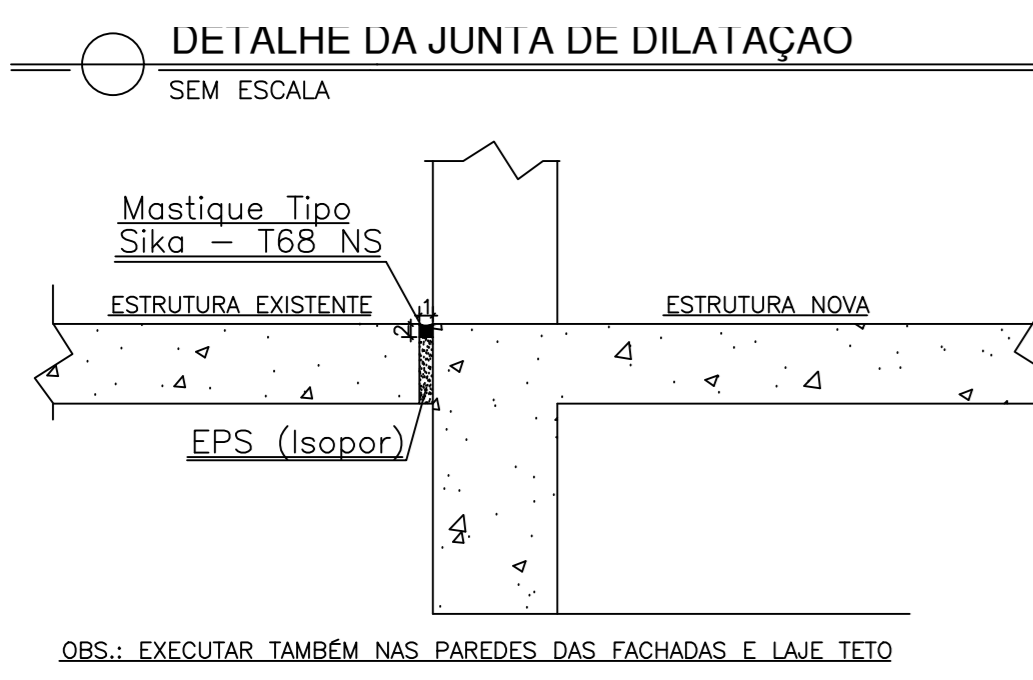 DETALHE DA JUNTA DE DILATAÇÃO
SEM ESCALA
Mastique Tipo
Sika - T68 NS
ESTRUTURA EXISTENTE
1
ESTRUTURA NOVA
2
EPS (Isopor)
OBS.: EXECUTAR TAMBÉM NAS PAREDES DAS FACHADAS E LAJE TETO